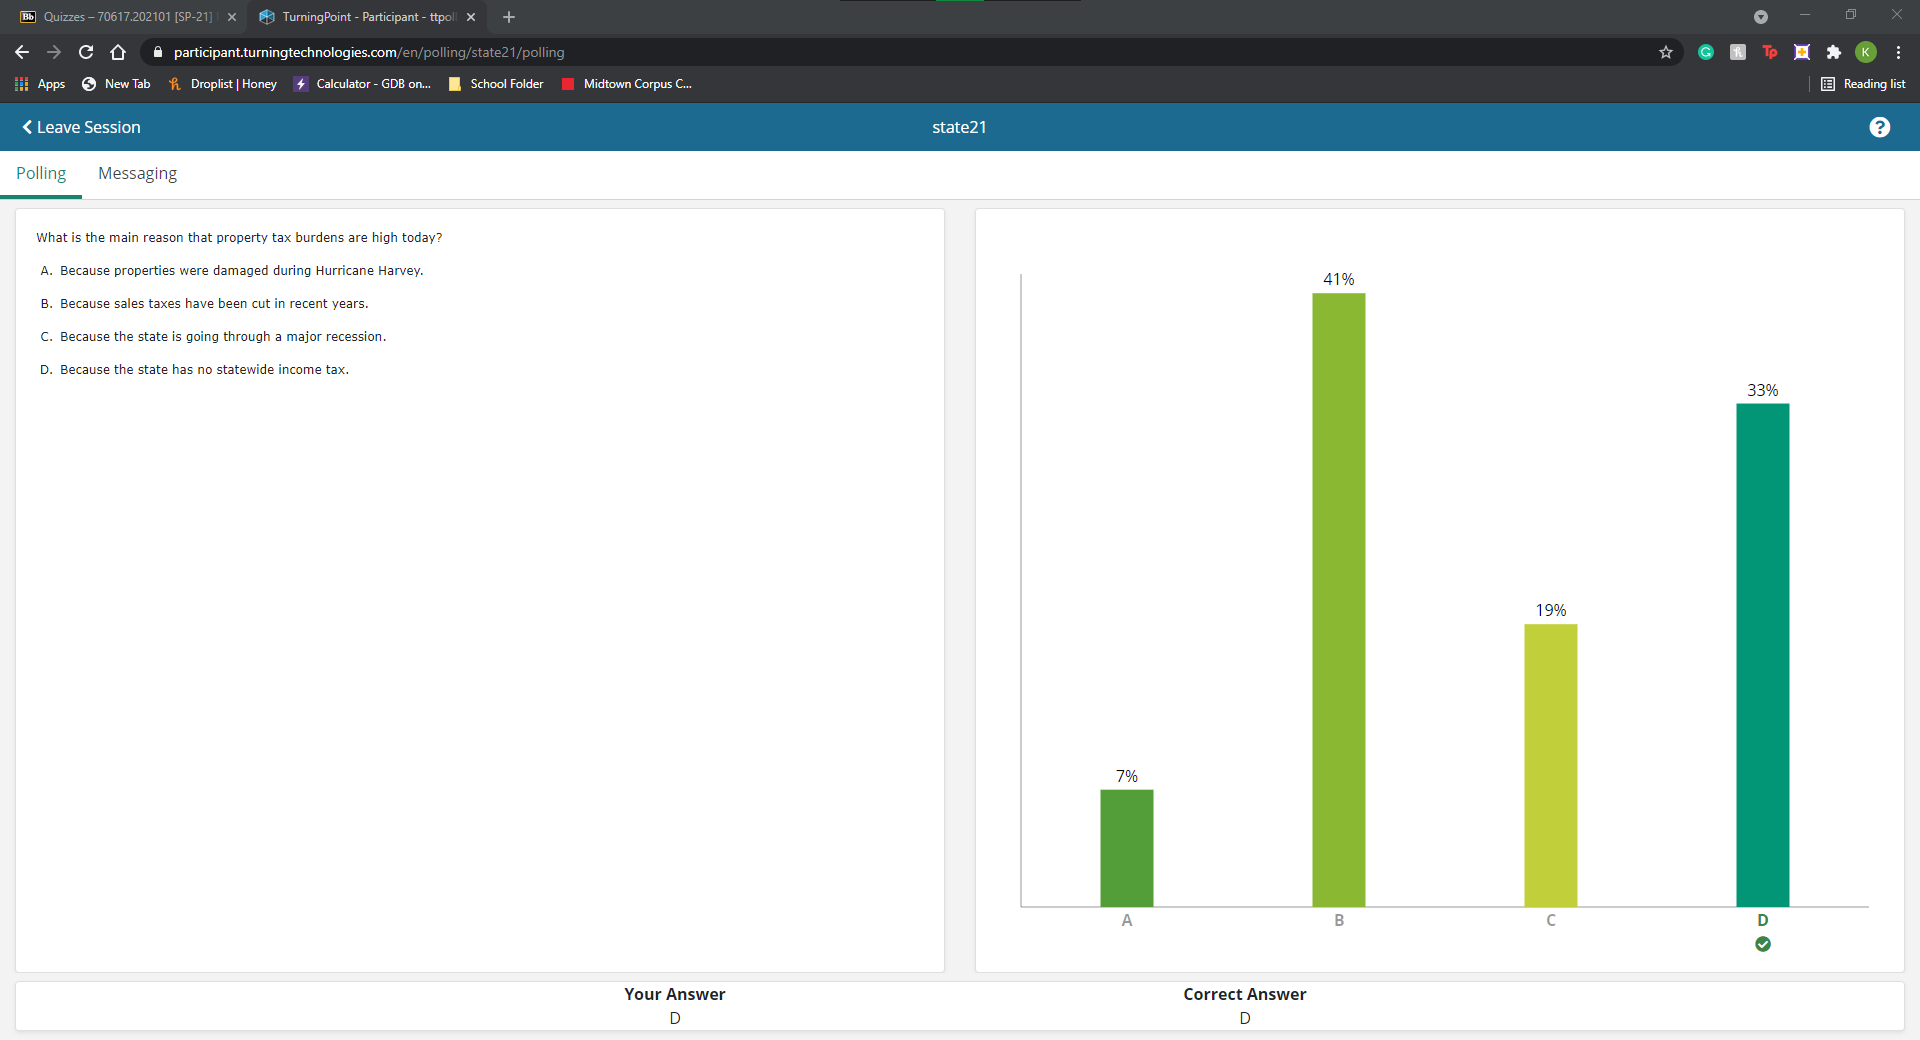 Bb Quizzes – 70617.202101 [SP-21]
TurningPoint - Participant - ttpoll
participant.turningtechnologies.com/en/polling/state21/polling
G
Tp
K
Apps
New Tab
Droplist | Honey
Calculator - GDB on...
School Folder
Midtown Corpus C...
Reading list
Leave Session
state21
?
Polling
Messaging
What is the main reason that property tax burdens are high today?
A. Because properties were damaged during Hurricane Harvey.
B. Because sales taxes have been cut in recent years.
C. Because the state is going through a major recession.
D. Because the state has no statewide income tax.
41%
33%
19%
7%
A
B
C
D
Your Answer
D
Correct Answer
D